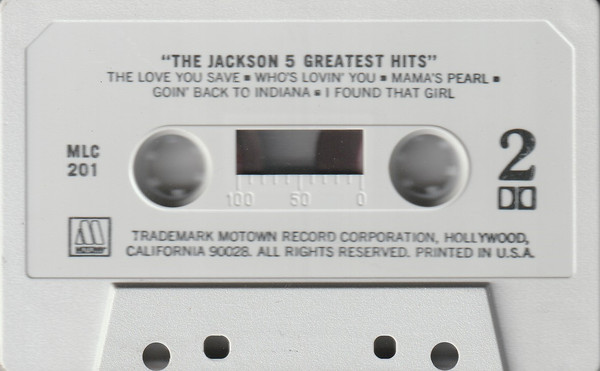 "THE JACKSON 5 GREATEST HITS"
THE LOVE YOU SAVE ▪ WHO'S LOVIN' YOU ▪ MAMA'S PEARL ▪
GOIN' BACK TO INDIANA ▪ I FOUND THAT GIRL
MLC
201
2
100 50 0
MOTOWN
TRADEMARK MOTOWN RECORD CORPORATION, HOLLYWOOD,
CALIFORNIA 90028. ALL RIGHTS RESERVED. PRINTED IN U.S.A.